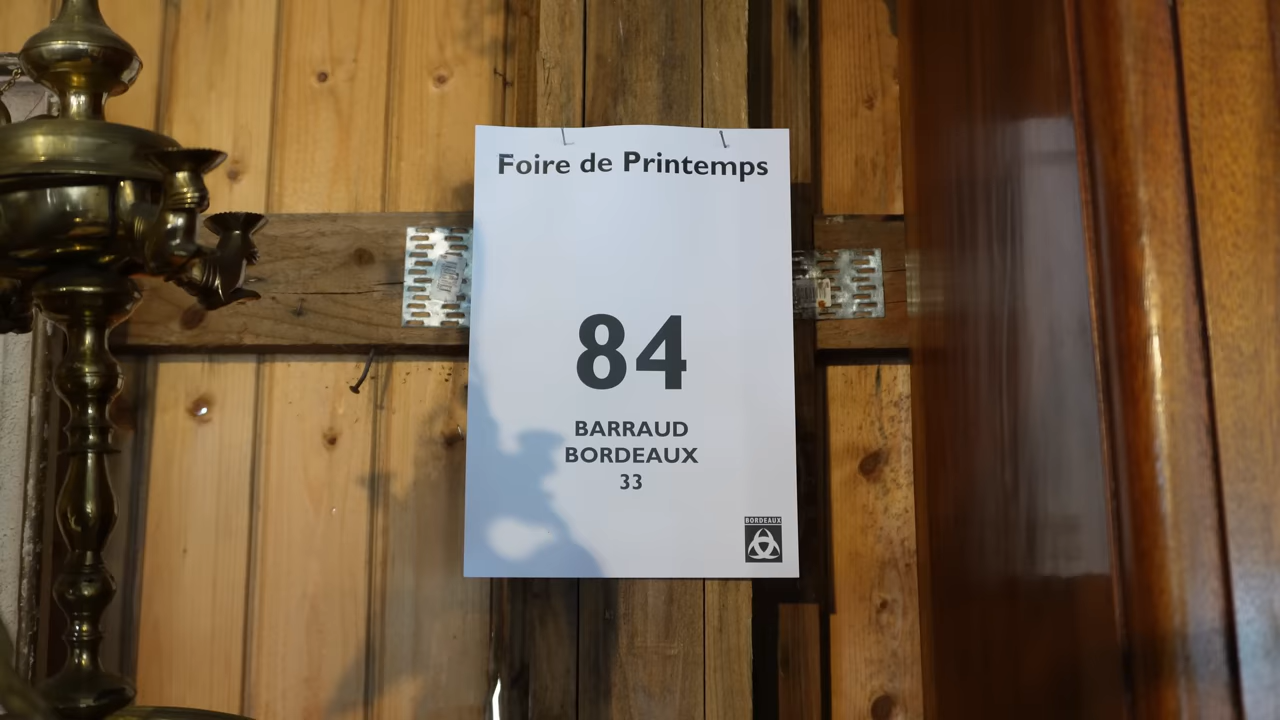 Foire de Printemps
84
BARRAUD
BORDEAUX
33
BORDEAUX